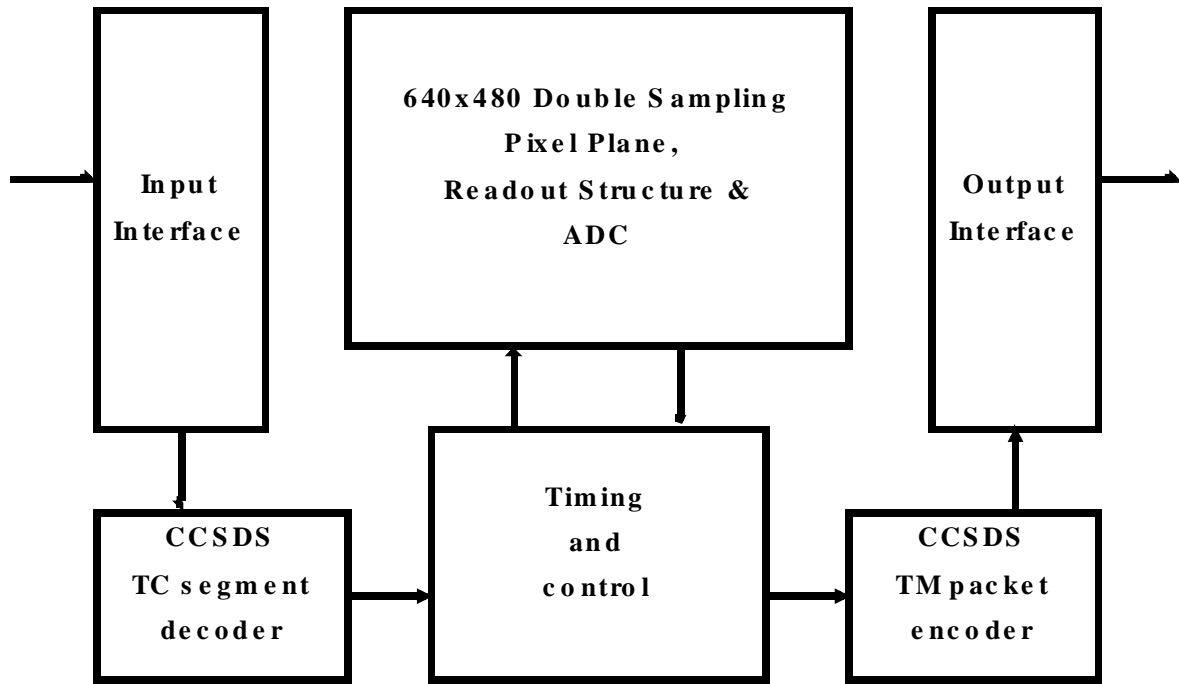 Input
Interface
640x480 Double Sampling
Pixel Plane,
Readout Structure &
ADC
Output
Interface
CCSDS
TC segment
decoder
Timing
and
control
CCSDS
TM packet
encoder